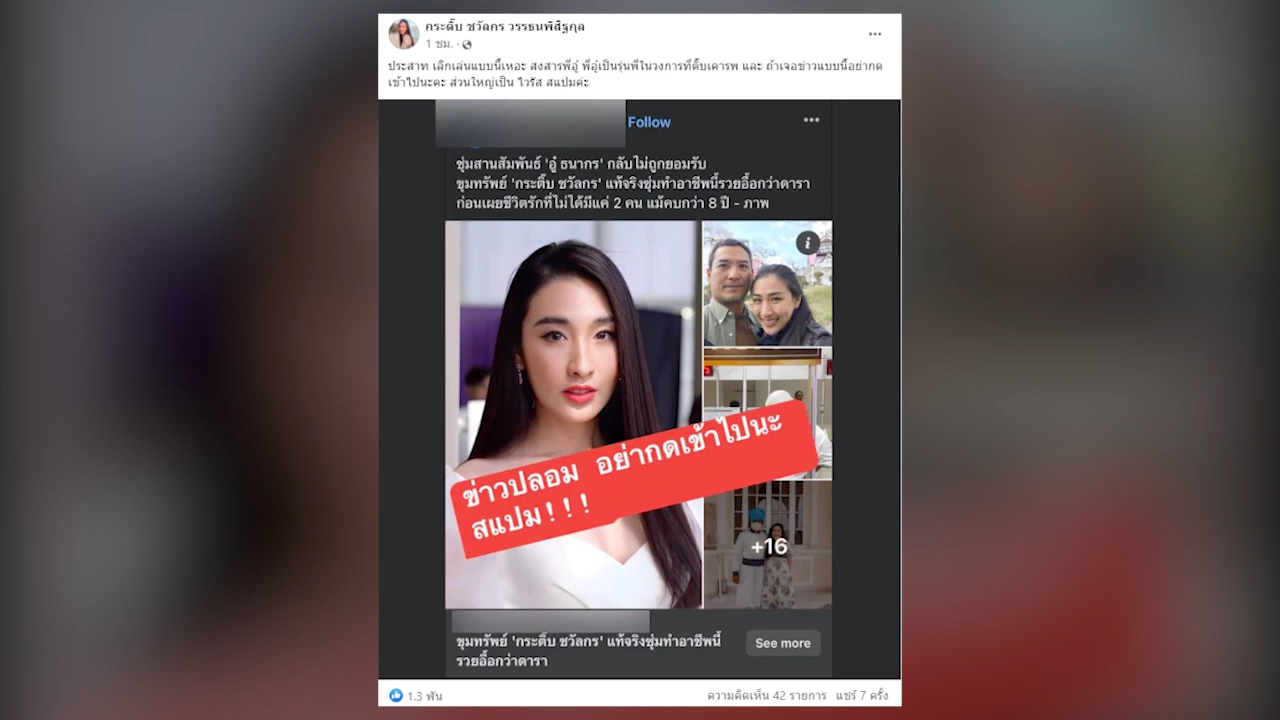 กระติ๊บ ชวัลกร วรรธนพิสิฐกุล
1 ชม. ·
ประสาท เลิกเล่นแบบนี้เหอะ สงสารพี่อู๋ พี่อู๋เป็นรุ่นพี่ในวงการที่ติ๊บเคารพ และ ถ้าเจอข่าวแบบนี้อย่ากด
เข้าไปนะคะ ส่วนใหญ่เป็น ไวรัส สแปมค่ะ
Follow
ซุ่มสานสัมพันธ์ 'อู๋ ธนากร' กลับไม่ถูกยอมรับ
ขุมทรัพย์ 'กระติ๊บ ชวัลกร' แท้จริงซุ่มทำอาชีพนี้รวยอื้อกว่าดารา
ก่อนเผยชีวิตรักที่ไม่ได้มีแค่ 2 คน แม้คบกว่า 8 ปี - ภาพ
ข่าวปลอม อย่ากดเข้าไปนะ
สแปม!!!
+16
ขุมทรัพย์ 'กระติ๊บ ชวัลกร' แท้จริงซุ่มทำอาชีพนี้
รวยอื้อกว่าดารา
See more
1.3 พัน
ความคิดเห็น 42 รายการ แชร์ 7 ครั้ง